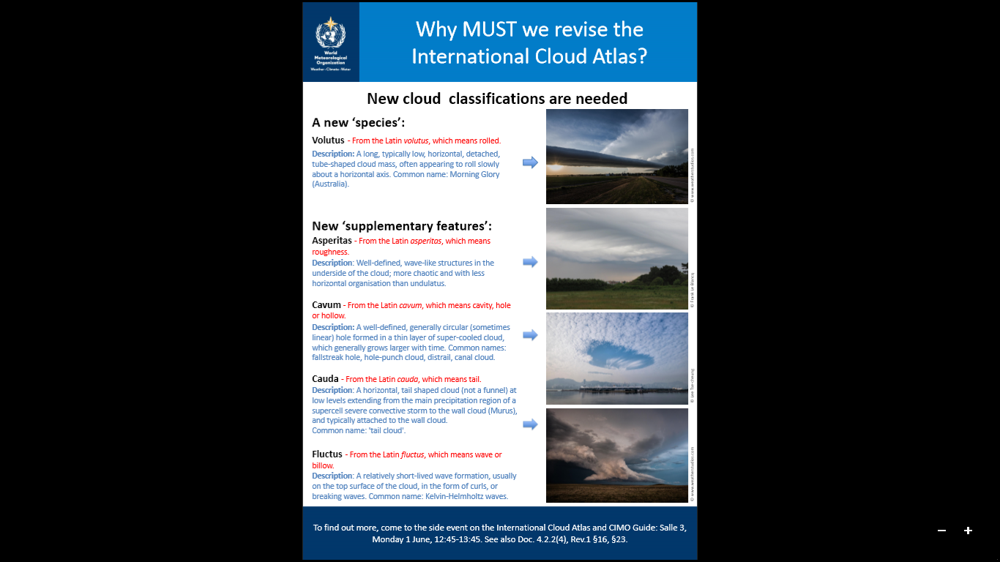 World
Meteorological
Organization
Weather · Climate · Water
Why MUST we revise the
International Cloud Atlas?
New cloud classifications are needed
A new ‘species’:
Volutus - From the Latin volutus, which means rolled.
Description: A long, typically low, horizontal, detached,
tube-shaped cloud mass, often appearing to roll slowly
about a horizontal axis. Common name: Morning Glory
(Australia).
© www.weatherstudios.com
New ‘supplementary features’:
Asperitas - From the Latin asperitas, which means
roughness.
Description: Well-defined, wave-like structures in the
underside of the cloud; more chaotic and with less
horizontal organisation than undulatus.
© Frank Le Blancq
Cavum - From the Latin cavum, which means cavity, hole
or hollow.
Description: A well-defined, generally circular (sometimes
linear) hole formed in a thin layer of super-cooled cloud,
which generally grows larger with time. Common names:
fallstreak hole, hole-punch cloud, distrail, canal cloud.
© Lee Tse-cheung
Cauda - From the Latin cauda, which means tail.
Description: A horizontal, tail shaped cloud (not a funnel) at
low levels extending from the main precipitation region of a
supercell severe convective storm to the wall cloud (Murus),
and typically attached to the wall cloud.
Common name: 'tail cloud'.
© www.weatherstudios.com
Fluctus - From the Latin fluctus, which means wave or
billow.
Description: A relatively short-lived wave formation, usually
on the top surface of the cloud, in the form of curls, or
breaking waves. Common name: Kelvin-Helmholtz waves.
To find out more, come to the side event on the International Cloud Atlas and CIMO Guide: Salle 3,
Monday 1 June, 12:45-13:45. See also Doc. 4.2.2(4), Rev.1 §16, §23.